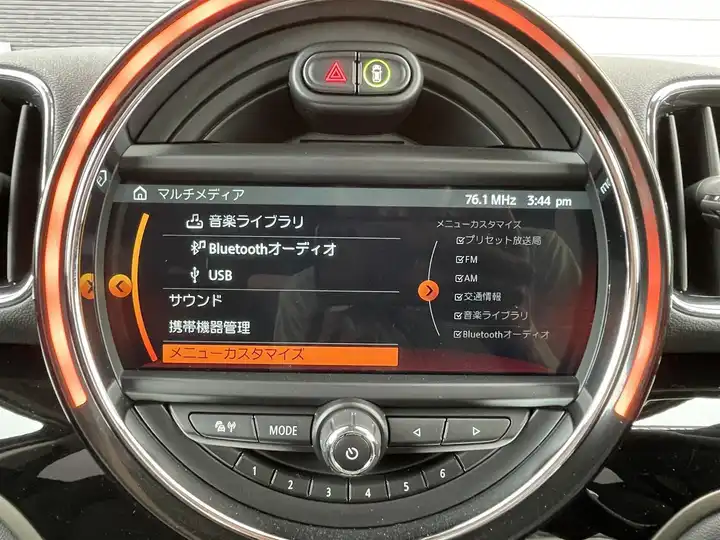 マルチメディア
76.1 MHz 3:44 pm
音楽ライブラリ
Bluetoothオーディオ
USB
サウンド
携帯機器管理
メニューカスタマイズ
メニューカスタマイズ
プリセット放送局
FM
AM
交通情報
音楽ライブラリ
Bluetoothオーディオ
MODE
1 2 3 4 5 6